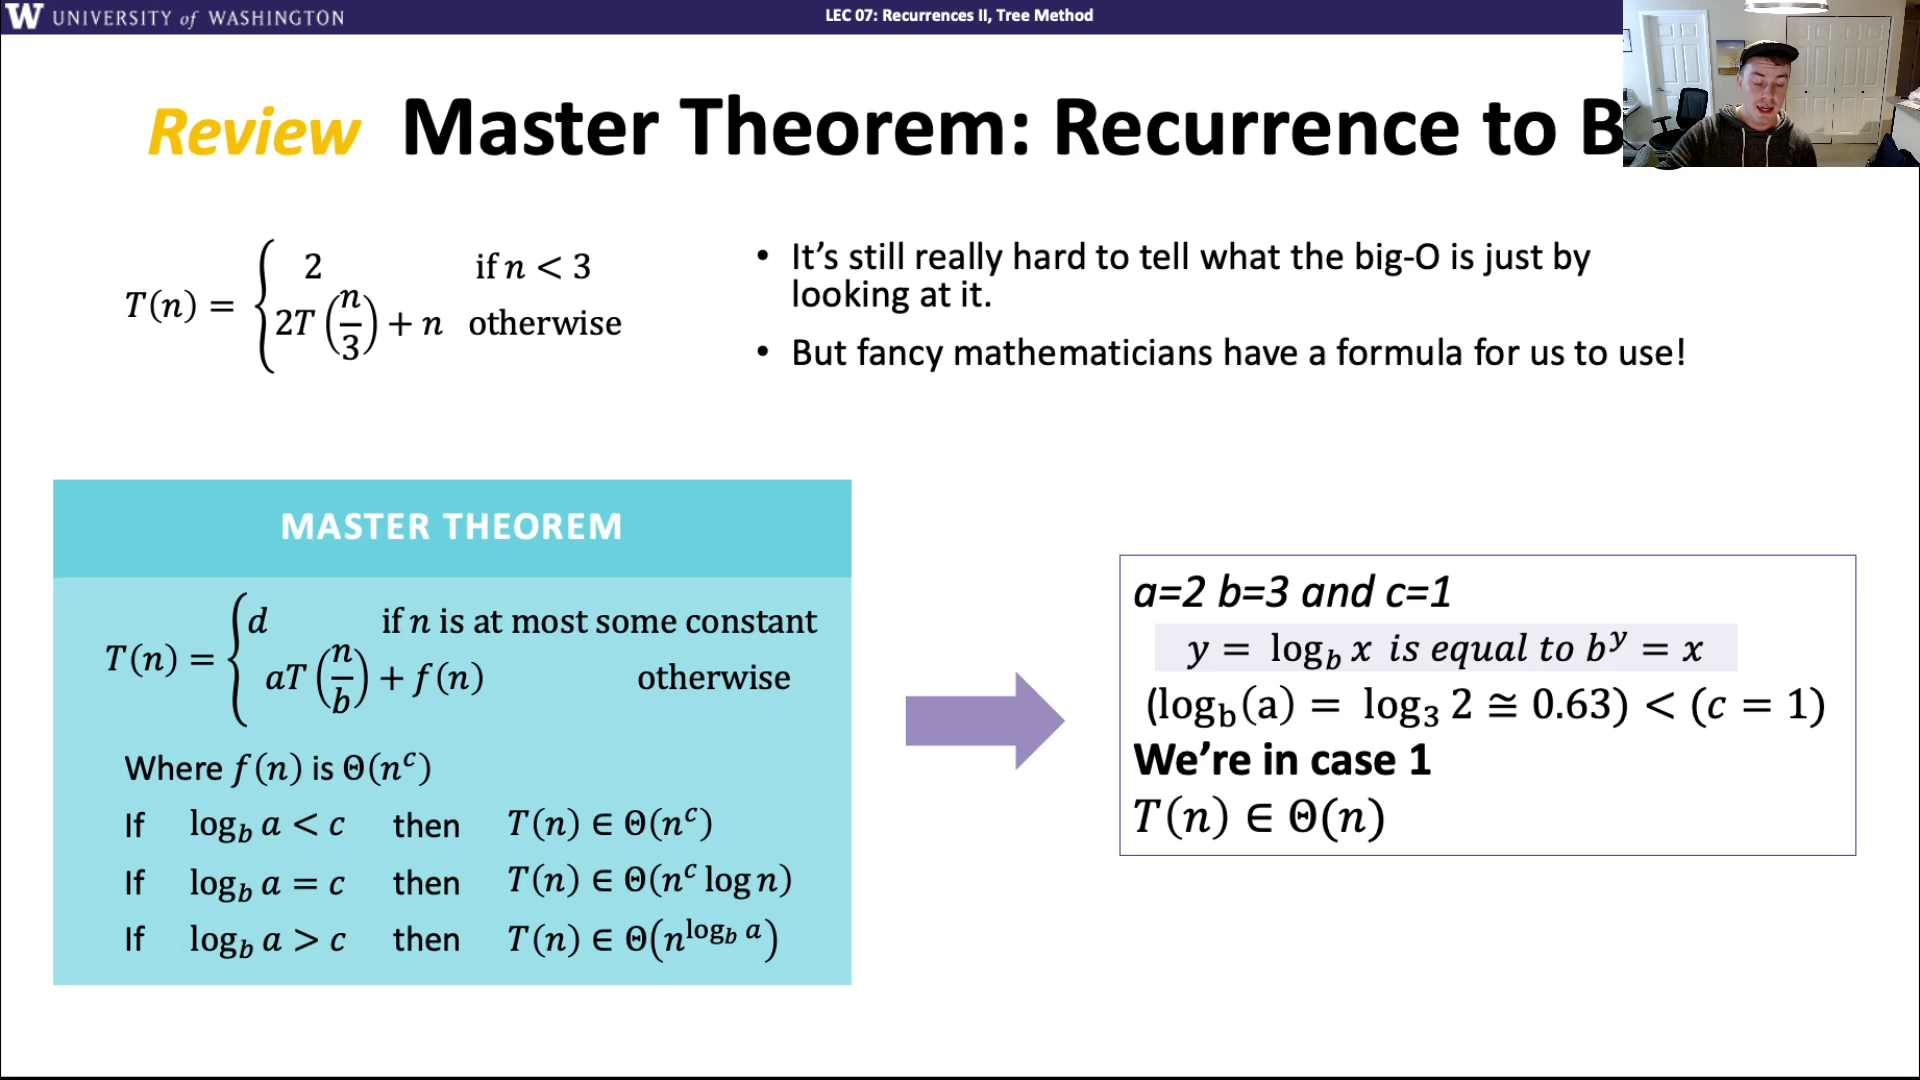 W UNIVERSITY of WASHINGTON
LEC 07: Recurrences II, Tree Method
Review Master Theorem: Recurrence to B
T(n) = { 2 if n < 3
2T(n/3) + n otherwise
• It’s still really hard to tell what the big-O is just by
looking at it.
• But fancy mathematicians have a formula for us to use!
MASTER THEOREM
T(n) = { d if n is at most some constant
aT(n/b) + f(n) otherwise
Where f(n) is Θ(nᶜ)
If log_b a < c then T(n) ∈ Θ(n^c)
If log_b a = c then T(n) ∈ Θ(n^c log n)
If log_b a > c then T(n) ∈ Θ(n^(log_b a))
a=2 b=3 and c=1
y = log_b x is equal to b^y = x
(log_b(a) = log_3 2 ≅ 0.63) < (c = 1)
We’re in case 1
T(n) ∈ Θ(n)